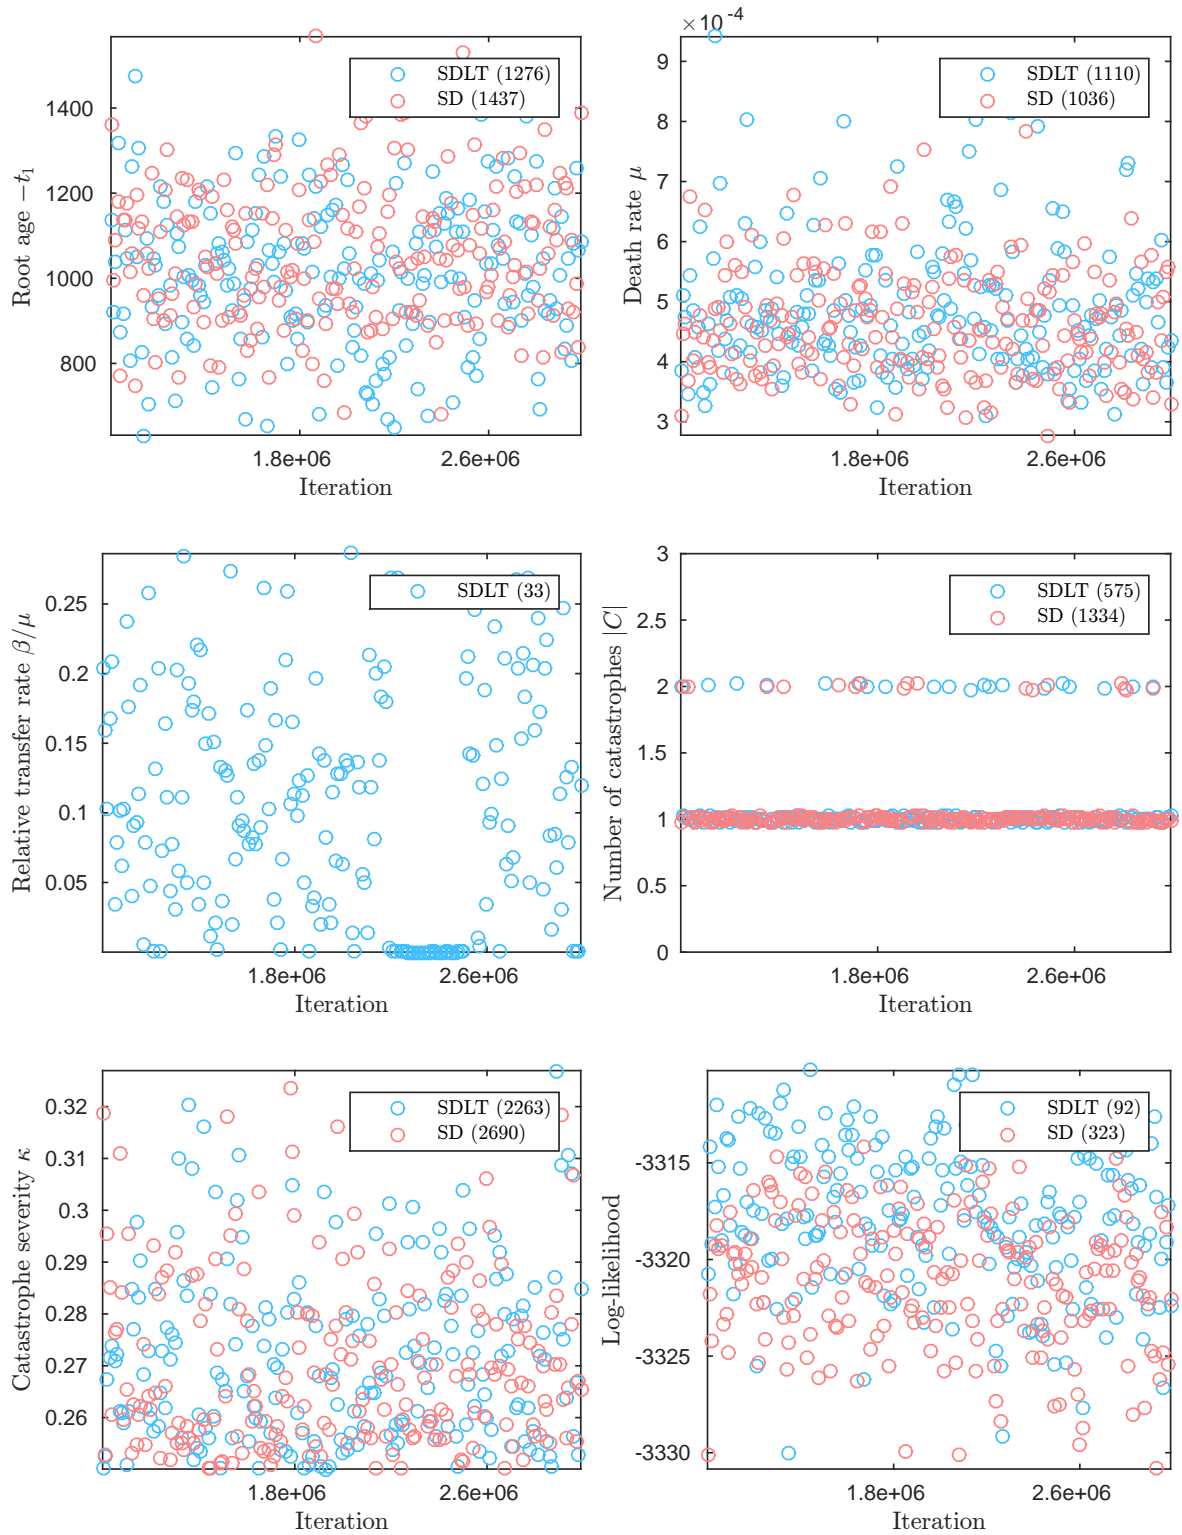 SDLT (1276)
SD (1437)
1400
1200
1000
800
1.8e+06
2.6e+06
Iteration
Root age −t₁
× 10⁻⁴
SDLT (1110)
SD (1036)
9
8
7
6
5
4
3
1.8e+06
2.6e+06
Iteration
Death rate μ
SDLT (33)
0.25
0.2
0.15
0.1
0.05
1.8e+06
2.6e+06
Iteration
Relative transfer rate β/μ
SDLT (575)
SD (1334)
3
2.5
2
1.5
1
0.5
0
1.8e+06
2.6e+06
Iteration
Number of catastrophes |C|
SDLT (2263)
SD (2690)
0.32
0.31
0.3
0.29
0.28
0.27
0.26
1.8e+06
2.6e+06
Iteration
Catastrophe severity κ
SDLT (92)
SD (323)
-3315
-3320
-3325
-3330
1.8e+06
2.6e+06
Iteration
Log-likelihood